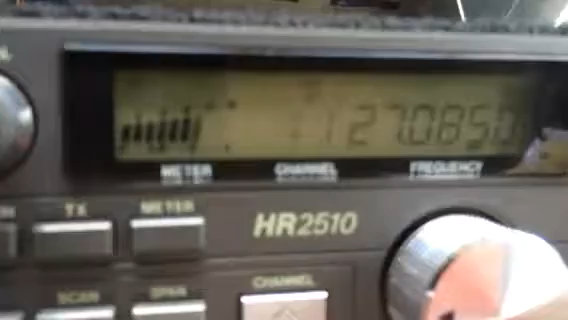 27.0850
METER CHANNEL FREQUENCY
TX METER
HR2510
SCAN SPAN CHANNEL